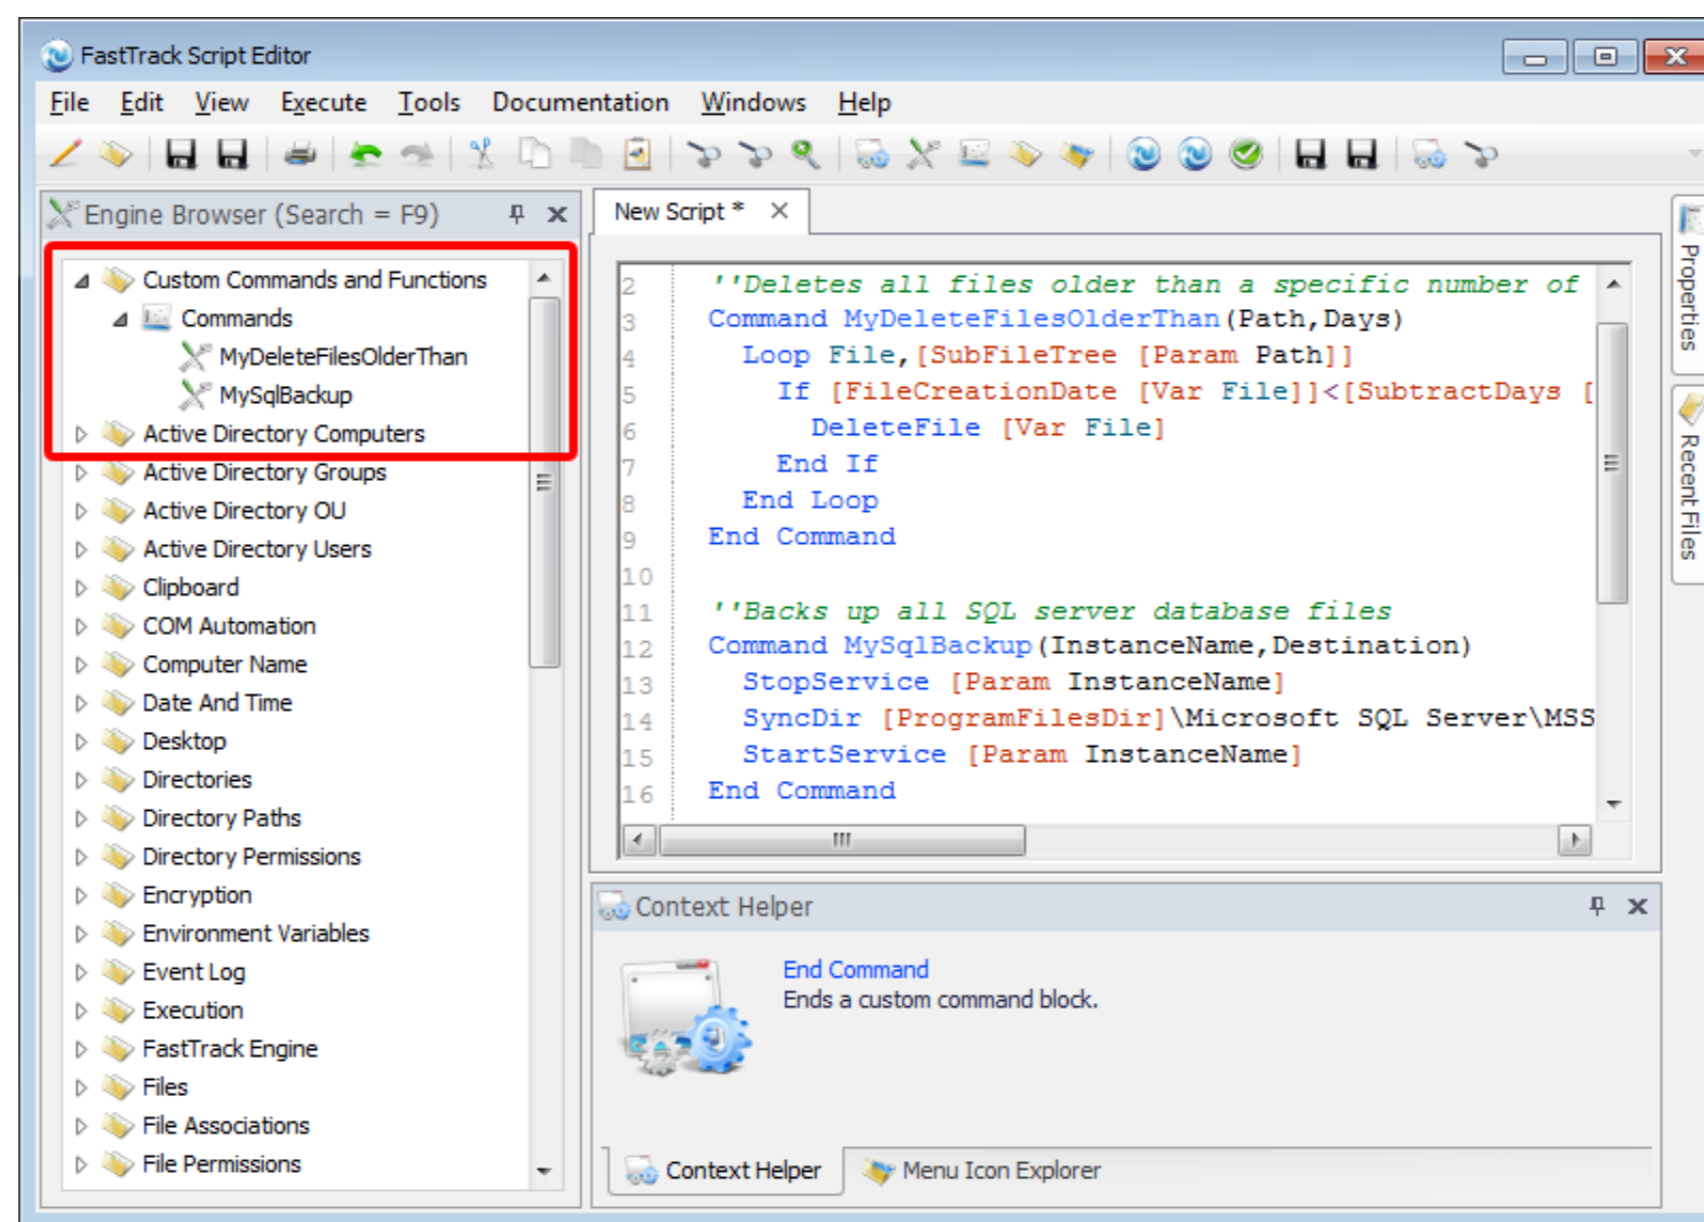 FastTrack Script Editor
File Edit View Execute Tools Documentation Windows Help
Engine Browser (Search = F9)
Custom Commands and Functions
Commands
MyDeleteFilesOlderThan
MySqlBackup
Active Directory Computers
Active Directory Groups
Active Directory OU
Active Directory Users
Clipboard
COM Automation
Computer Name
Date And Time
Desktop
Directories
Directory Paths
Directory Permissions
Encryption
Environment Variables
Event Log
Execution
FastTrack Engine
Files
File Associations
File Permissions
New Script *
2 ''Deletes all files older than a specific number of
3 Command MyDeleteFilesOlderThan(Path,Days)
4 Loop File,[SubFileTree [Param Path]]
5 If [FileCreationDate [Var File]]<[SubtractDays [
6 DeleteFile [Var File]
7 End If
8 End Loop
9 End Command
10
11 ''Backs up all SQL server database files
12 Command MySqlBackup(InstanceName,Destination)
13 StopService [Param InstanceName]
14 SyncDir [ProgramFilesDir]\Microsoft SQL Server\MSS
15 StartService [Param InstanceName]
16 End Command
Context Helper
End Command
Ends a custom command block.
Context Helper Menu Icon Explorer
Properties
Recent Files